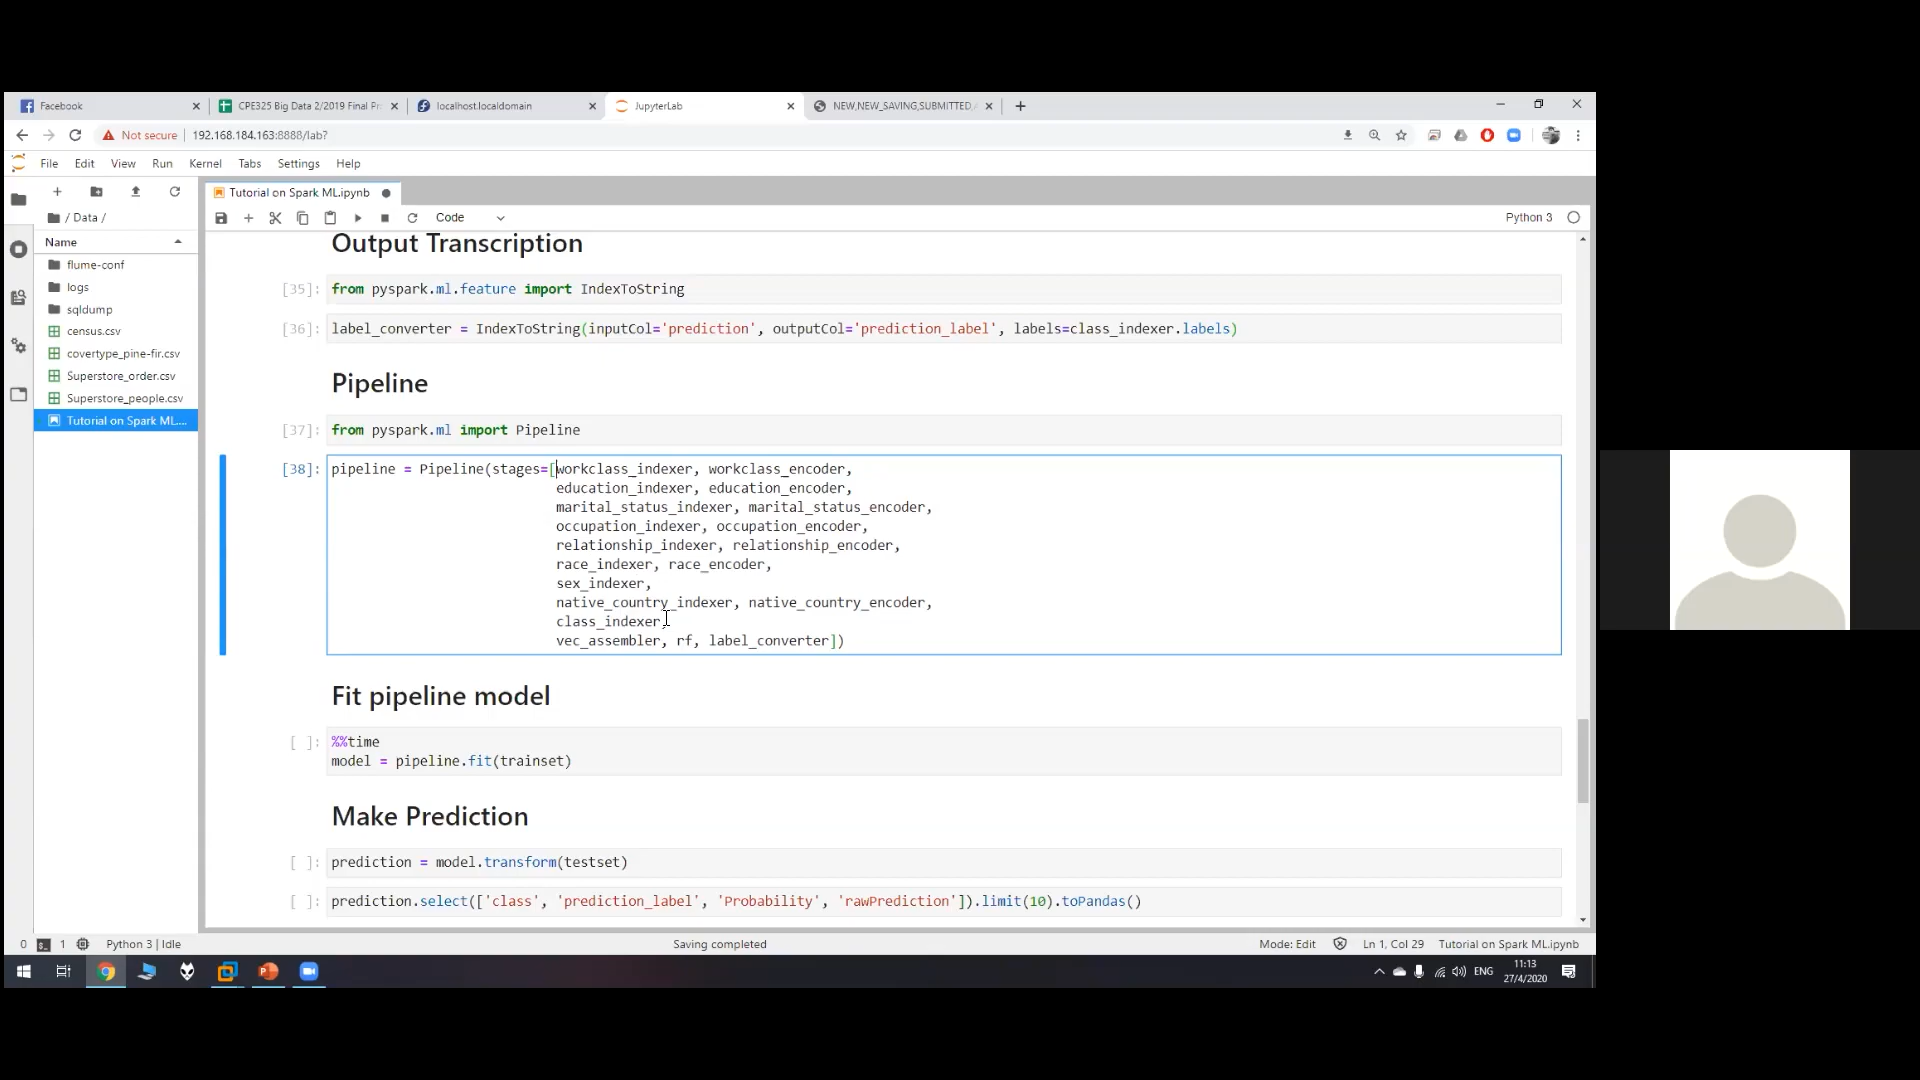 Facebook
CPE325 Big Data 2/2019 Final Pr
localhost.localdomain
JupyterLab
NEW,NEW_SAVING,SUBMITTED,
Not secure
192.168.184.163:8888/lab?
File Edit View Run Kernel Tabs Settings Help
Tutorial on Spark ML.ipynb
/ Data /
Code
Python 3
Name
flume-conf
logs
sqldump
census.csv
covertype_pine-fir.csv
Superstore_order.csv
Superstore_people.csv
Tutorial on Spark ML....
Output Transcription
[35]: from pyspark.ml.feature import IndexToString
[36]: label_converter = IndexToString(inputCol='prediction', outputCol='prediction_label', labels=class_indexer.labels)
Pipeline
[37]: from pyspark.ml import Pipeline
[38]: pipeline = Pipeline(stages=[workclass_indexer, workclass_encoder,
education_indexer, education_encoder,
marital_status_indexer, marital_status_encoder,
occupation_indexer, occupation_encoder,
relationship_indexer, relationship_encoder,
race_indexer, race_encoder,
sex_indexer,
native_country_indexer, native_country_encoder,
class_indexer,
vec_assembler, rf, label_converter])
Fit pipeline model
[ ]: %%time
model = pipeline.fit(trainset)
Make Prediction
[ ]: prediction = model.transform(testset)
[ ]: prediction.select(['class', 'prediction_label', 'Probability', 'rawPrediction']).limit(10).toPandas()
0
1
Python 3 | Idle
Saving completed
Mode: Edit
Ln 1, Col 29
Tutorial on Spark ML.ipynb
ENG
11:13
27/4/2020